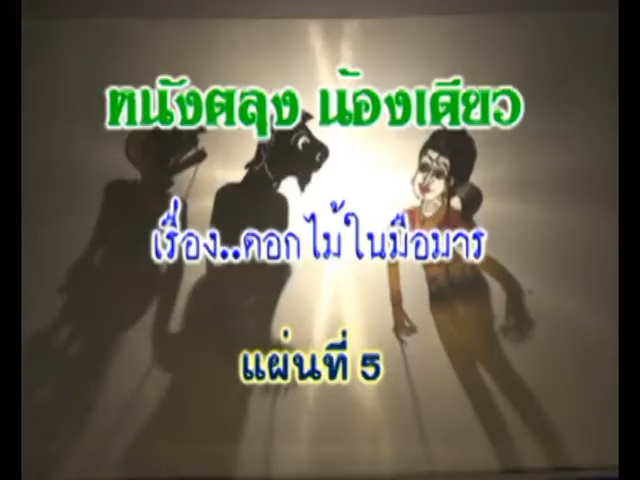 หนังตลุง น้องเดียว
เรื่อง..ดอกไม้ในมือมาร
แผ่นที่ 5